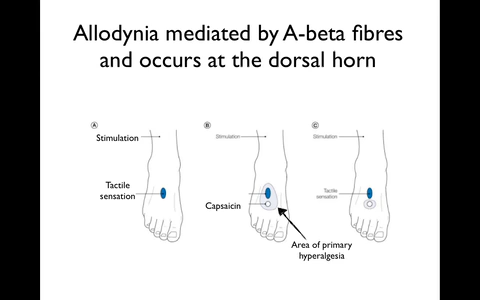 Allodynia mediated by A-beta fibres
and occurs at the dorsal horn
A
B
C
Stimulation
Stimulation
Stimulation
Tactile
sensation
Tactile
sensation
Capsaicin
Area of primary
hyperalgesia